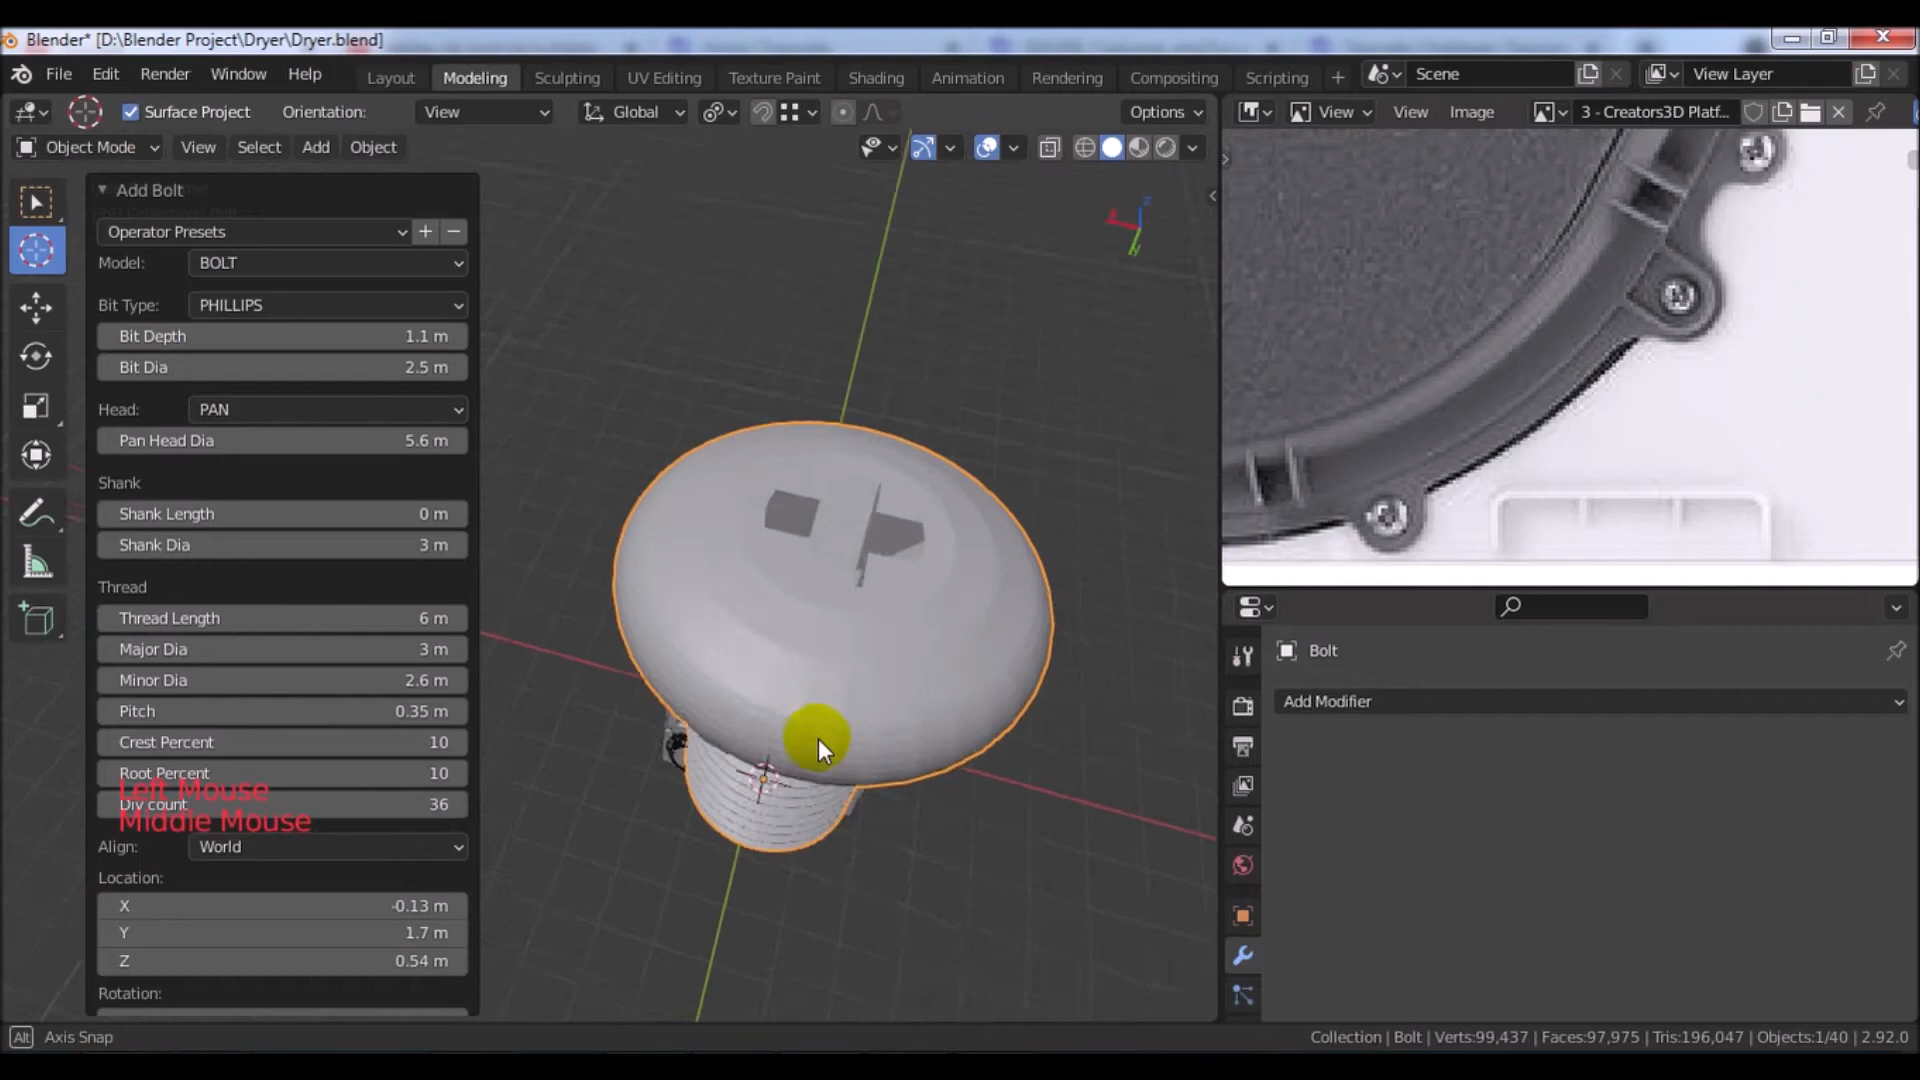 Blender* [D:\Blender Project\Dryer\Dryer.blend]
File Edit Render Window Help Layout Modeling Sculpting UV Editing Texture Paint Shading Animation Rendering Compositing Scripting + Scene View Layer
Surface Project Orientation: View Global Options View View Image 3 - Creators3D Platf...
Object Mode View Select Add Object
Add Bolt
Operator Presets + −
Model: BOLT
Bit Type: PHILLIPS
Bit Depth 1.1 m
Bit Dia 2.5 m
Head: PAN
Pan Head Dia 5.6 m
Shank
Shank Length 0 m
Shank Dia 3 m
Thread
Thread Length 6 m
Major Dia 3 m
Minor Dia 2.6 m
Pitch 0.35 m
Crest Percent 10
Root Percent 10
Left Mouse
Div count 36
Middle Mouse
Align: World
Location:
X -0.13 m
Y 1.7 m
Z 0.54 m
Rotation:
Bolt
Add Modifier
Alt Axis Snap
Collection | Bolt | Verts:99,437 | Faces:97,975 | Tris:196,047 | Objects:1/40 | 2.92.0